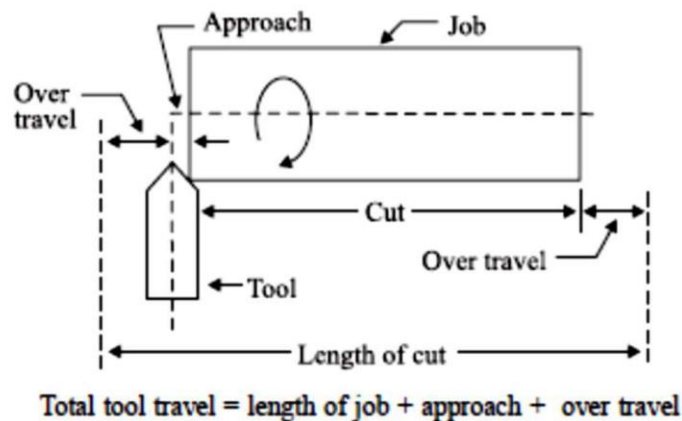 Approach
Job
Over
travel
Cut
Over travel
Tool
Length of cut
Total tool travel = length of job + approach + over travel